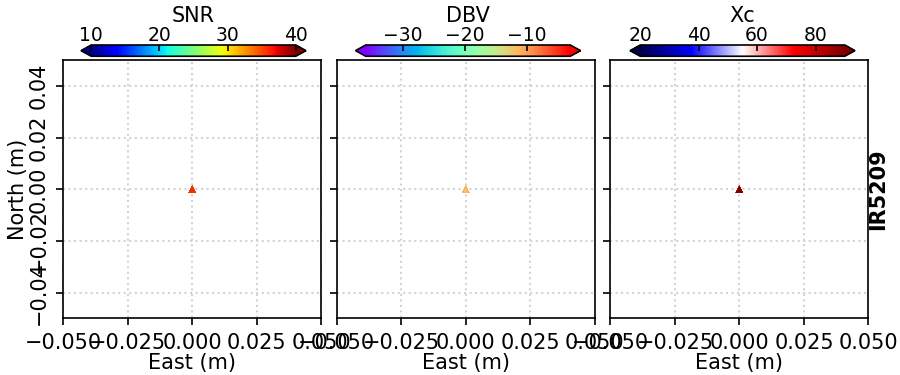 SNR DBV Xc
10 20 30 40 −30 −20 −10 20 40 60 80
North (m)
0.04
0.02
0.00
−0.02
−0.04
IR5209
−0.050 −0.025 0.000 0.025 0.050 −0.050 −0.025 0.000 0.025 0.050 −0.050 −0.025 0.000 0.025 0.050
East (m) East (m) East (m)